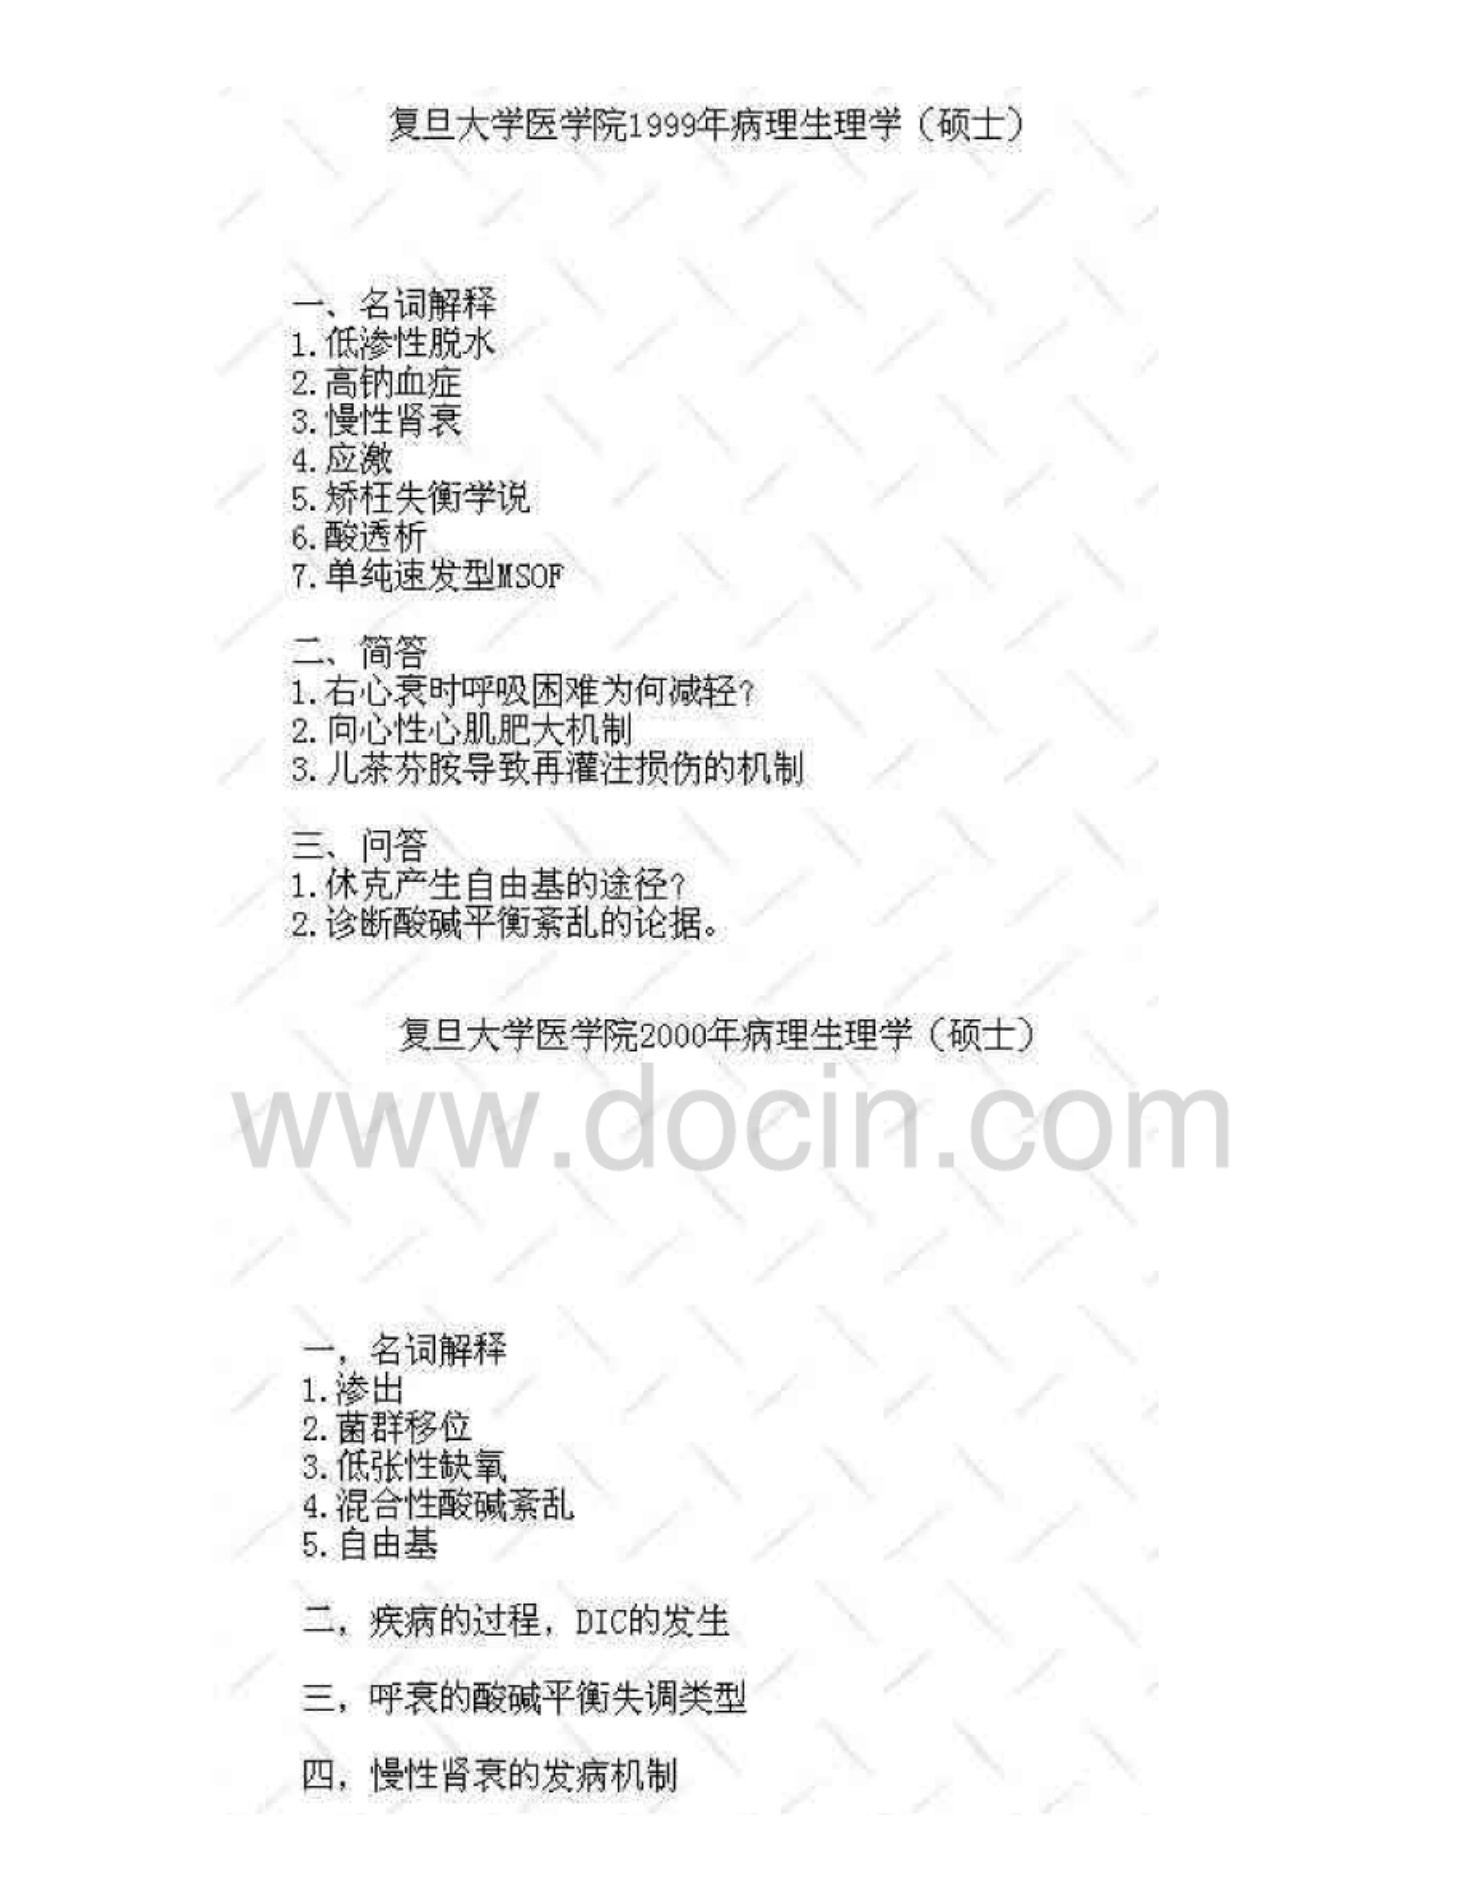 复旦大学医学院1999年病理生理学（硕士）
一、名词解释
1.低渗性脱水
2.高钠血症
3.慢性肾衰
4.应激
5.矫枉失衡学说
6.酸透析
7.单纯速发型MSOF
二、简答
1.右心衰时呼吸困难为何减轻?
2.向心性心肌肥大机制
3.儿茶芬胺导致再灌注损伤的机制
三、问答
1.休克产生自由基的途径?
2.诊断酸碱平衡紊乱的论据。
复旦大学医学院2000年病理生理学（硕士）
www.docin.com
一，名词解释
1.渗出
2.菌群移位
3.低张性缺氧
4.混合性酸碱紊乱
5.自由基
二，疾病的过程，DIC的发生
三，呼衰的酸碱平衡失调类型
四，慢性肾衰的发病机制